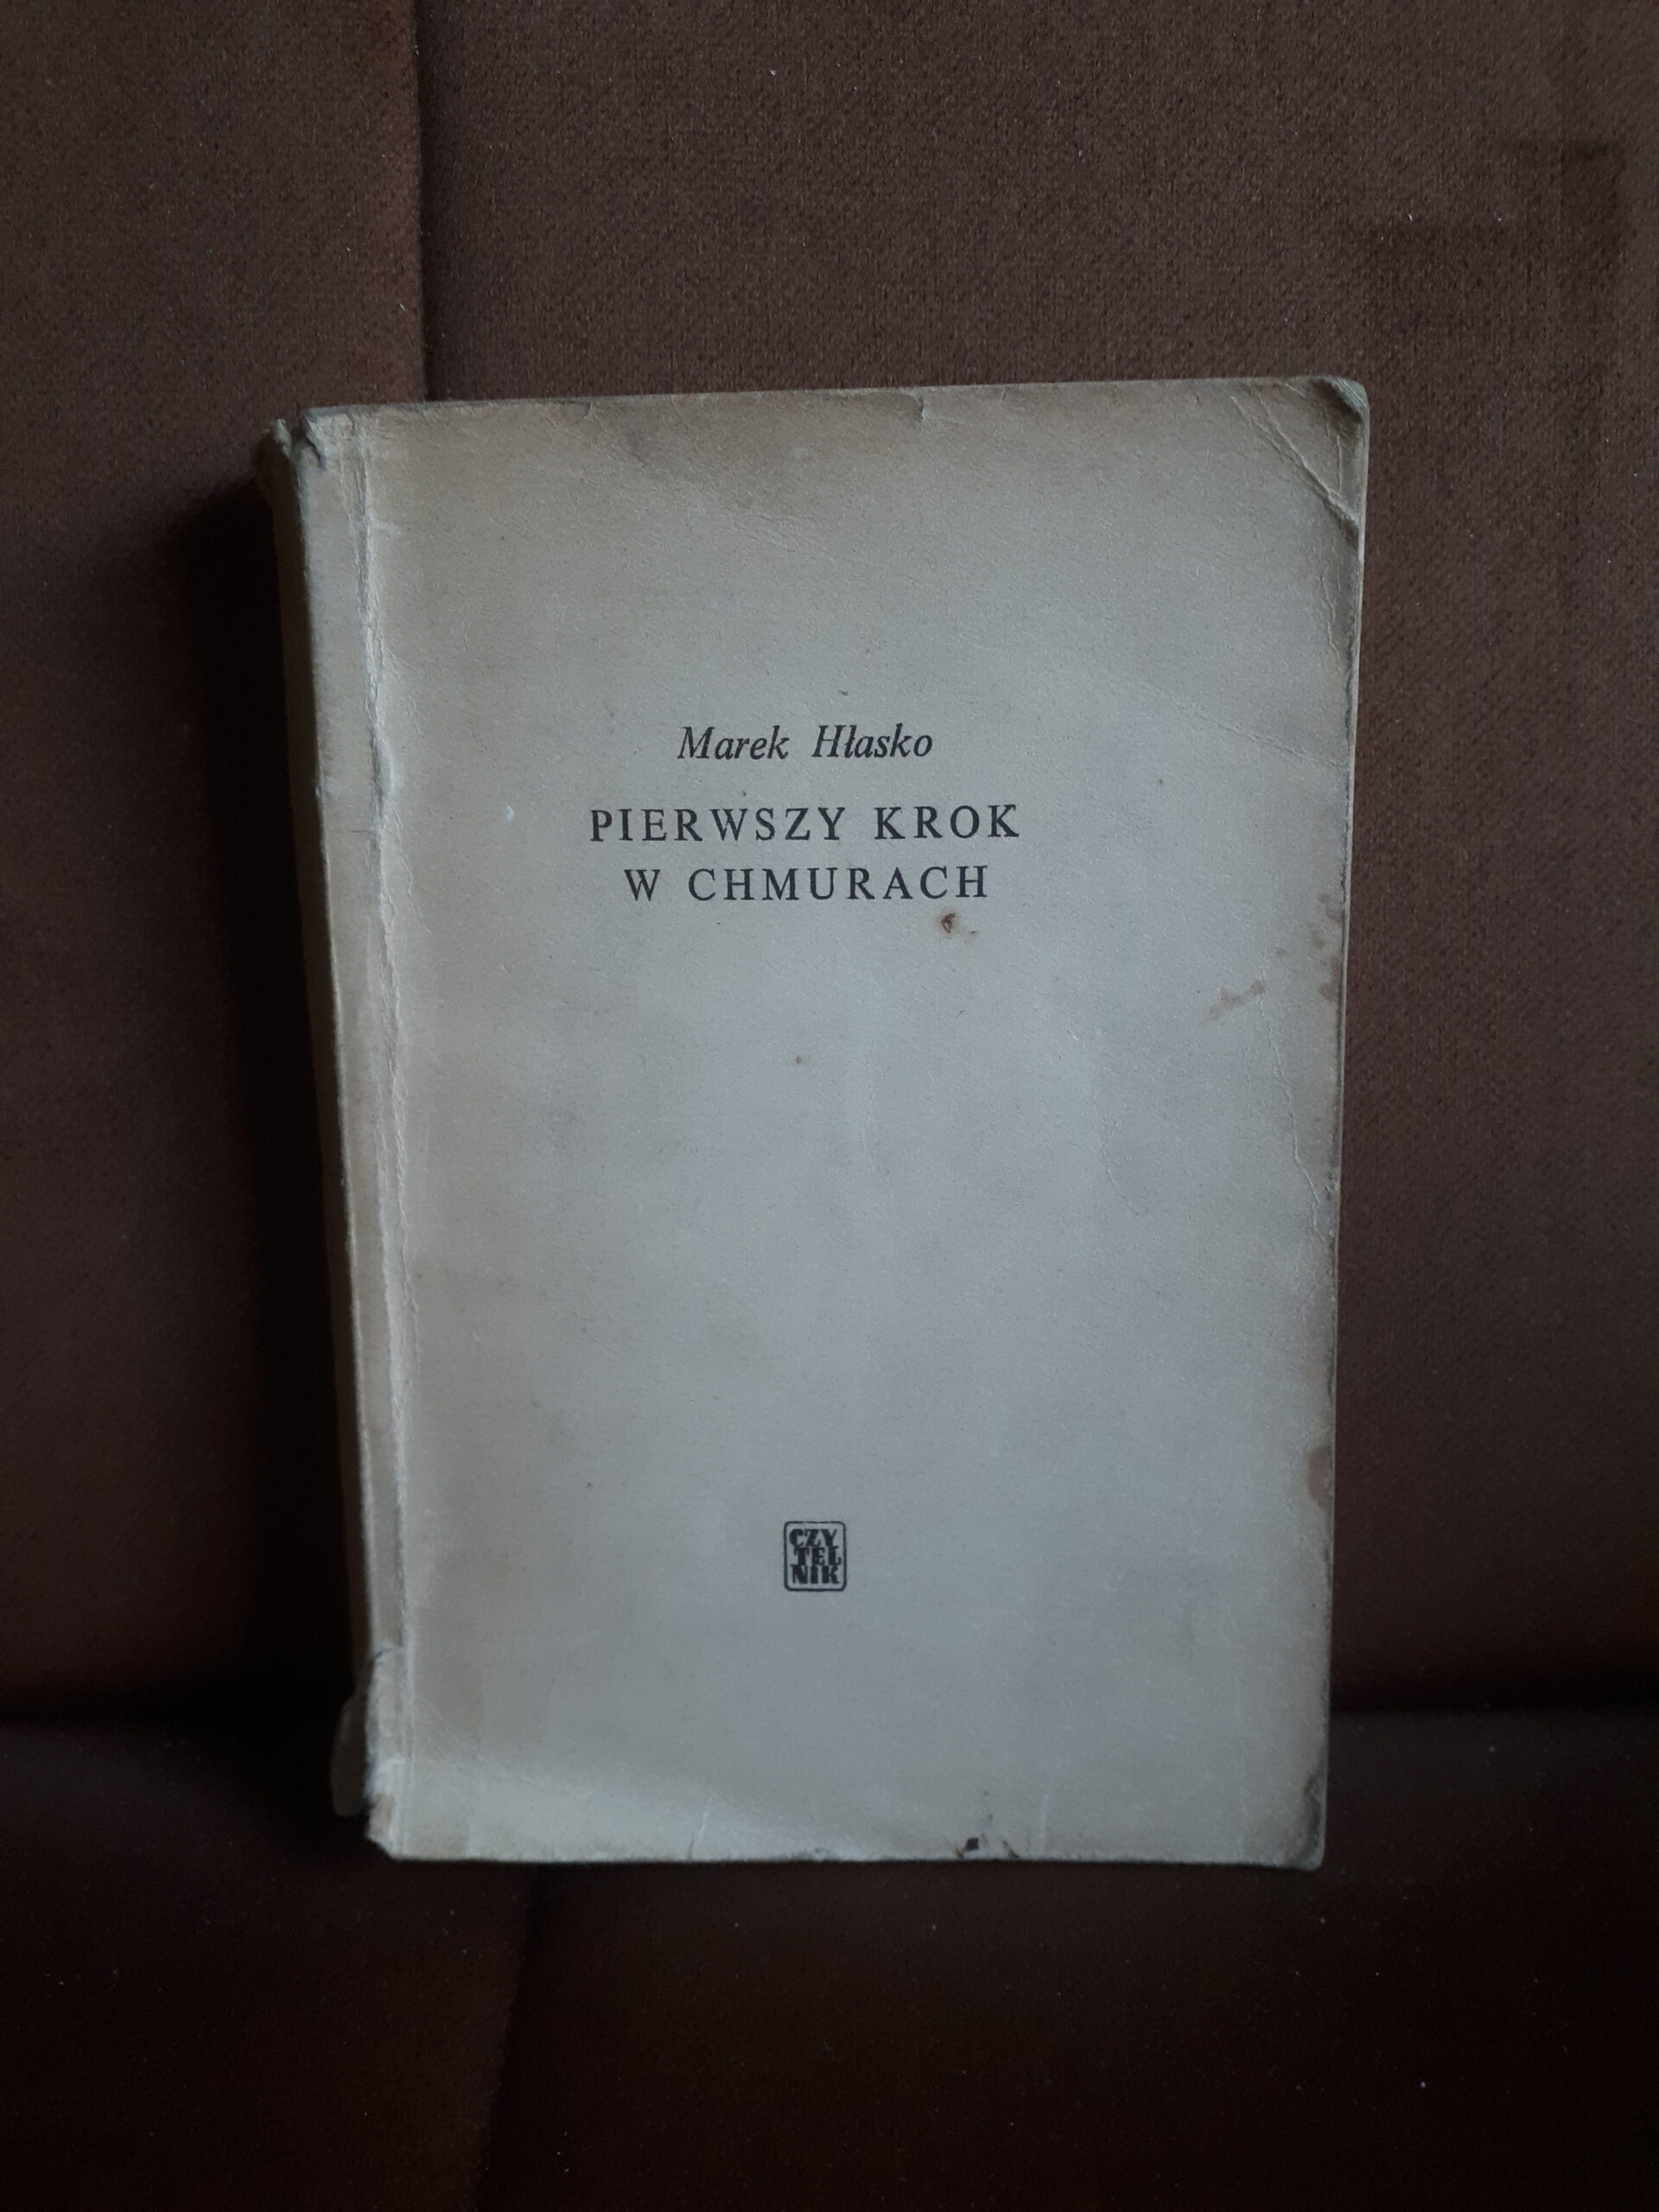 Marek Hłasko
PIERWSZY KROK
W CHMURACH
CZY
TEL
NIK